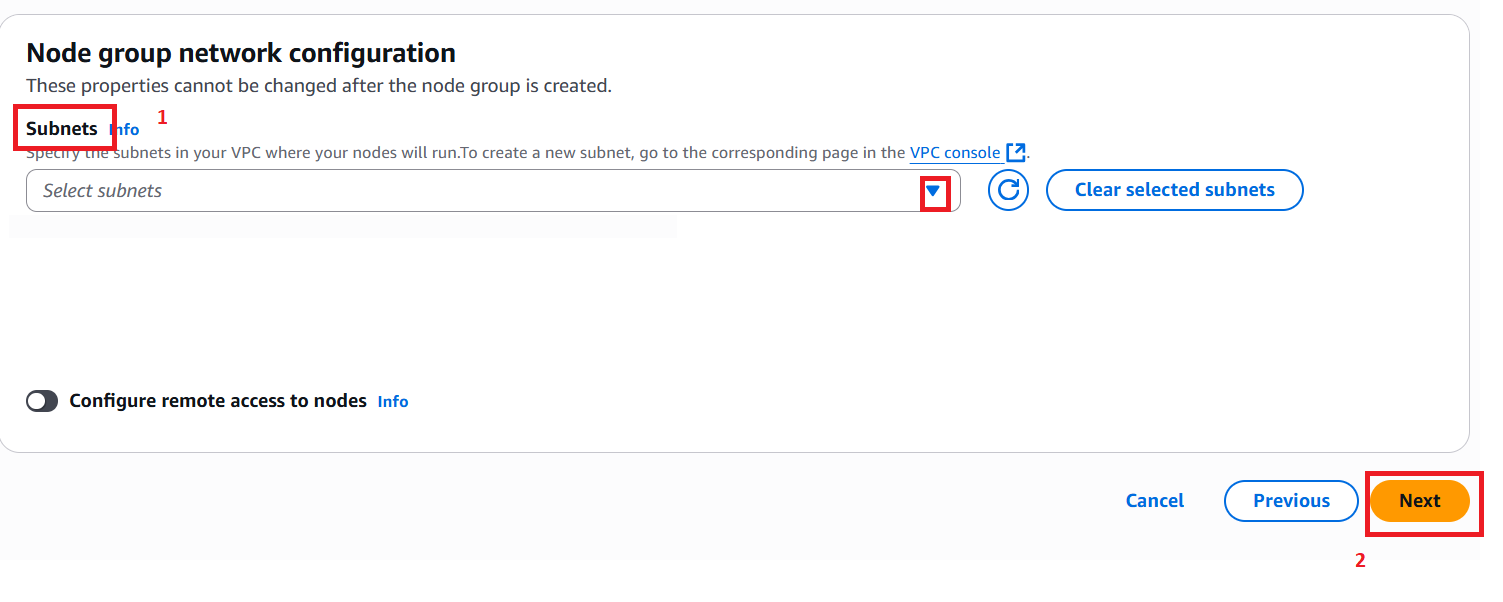 Node group network configuration
These properties cannot be changed after the node group is created.
Subnets Info 1
Specify the subnets in your VPC where your nodes will run.To create a new subnet, go to the corresponding page in the VPC console.
Select subnets Clear selected subnets
Configure remote access to nodes Info
Cancel Previous Next
2